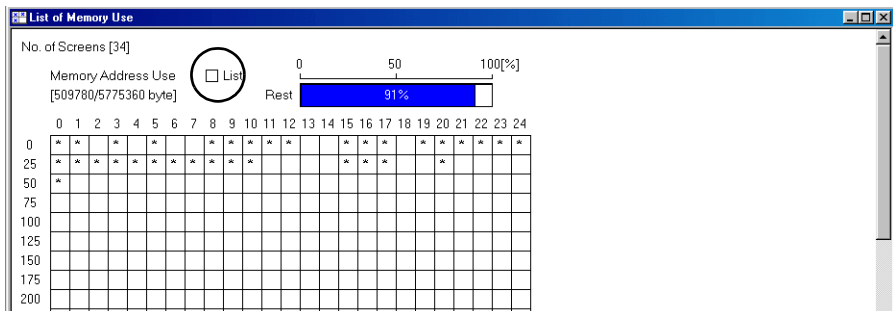 List of Memory Use
No. of Screens [34]
Memory Address Use
[509780/5775360 byte]
List
0 50 100[%]
Rest 91%
0 1 2 3 4 5 6 7 8 9 10 11 12 13 14 15 16 17 18 19 20 21 22 23 24
0 * * * * * * * * * * * * * * * * * *
25 * * * * * * * * * * * * * * *
50 *
75
100
125
150
175
200